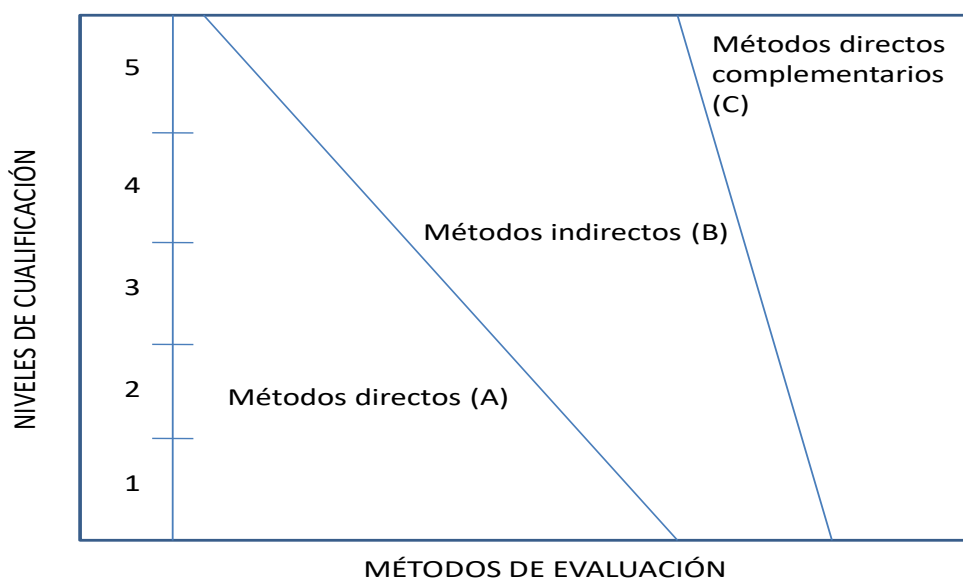 NIVELES DE CUALIFICACIÓN
5
4
3
2
1
Métodos directos
complementarios
(C)
Métodos indirectos (B)
Métodos directos (A)
MÉTODOS DE EVALUACIÓN